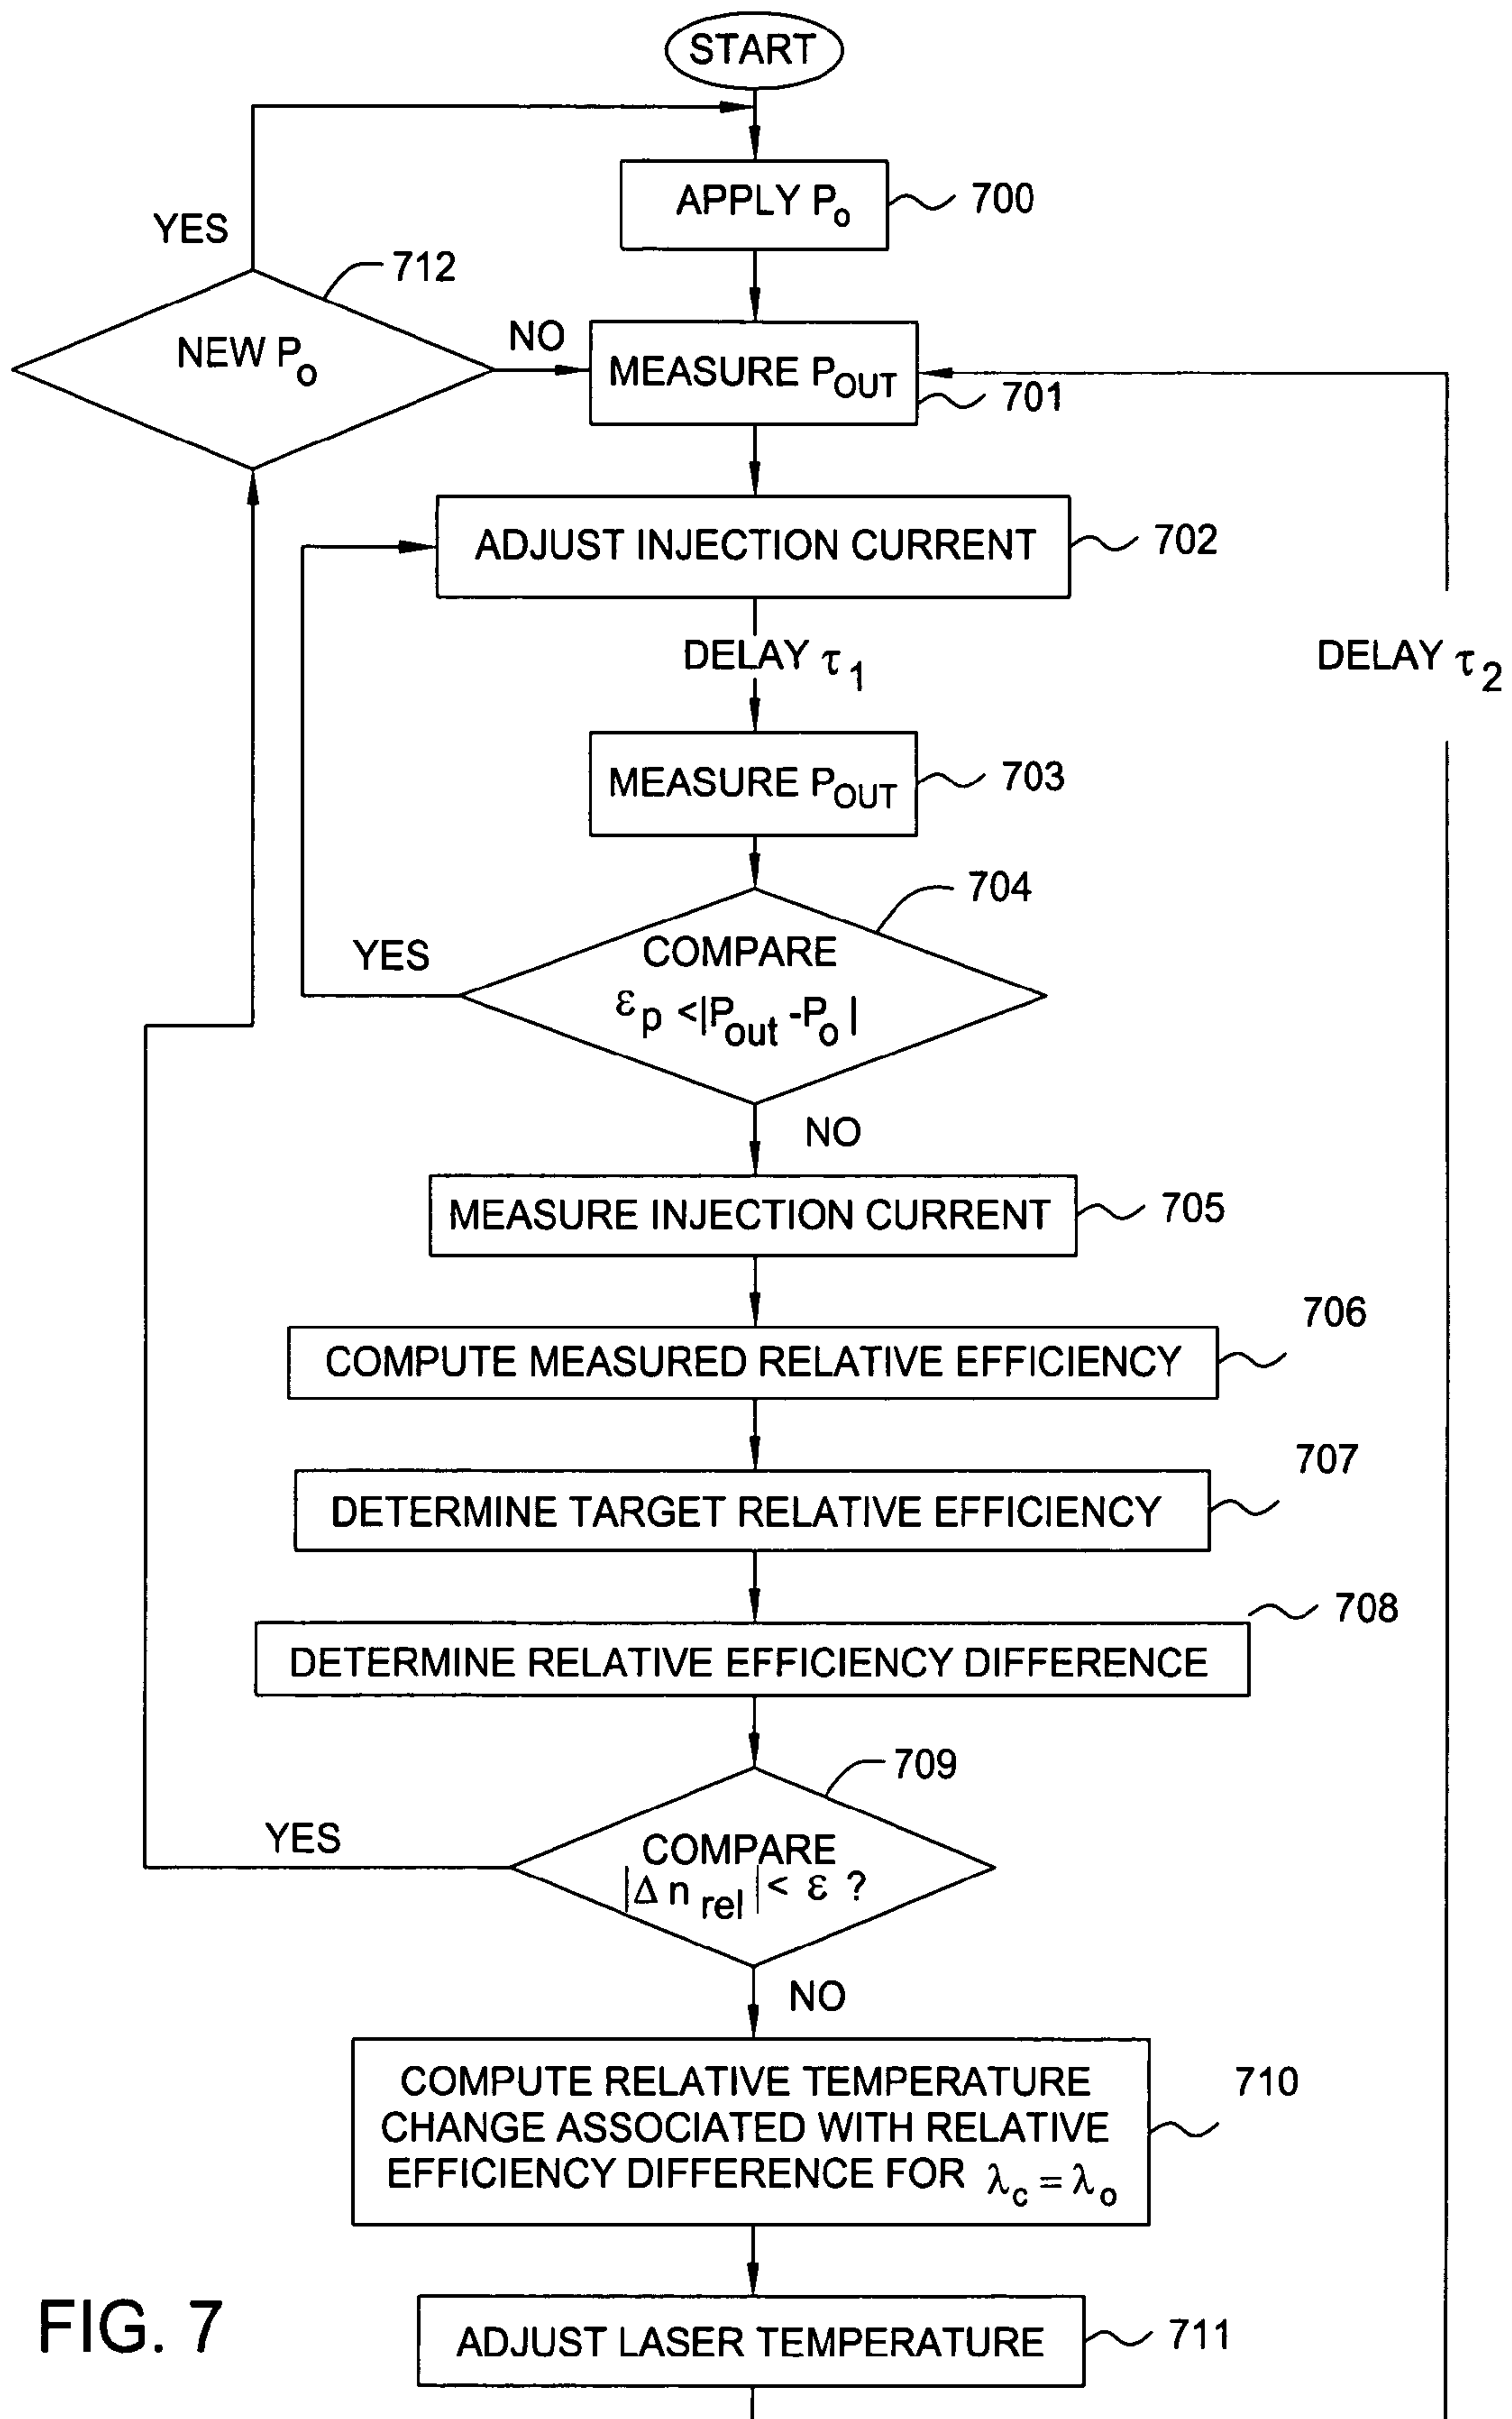 START
APPLY Po
700
YES
712
NEW Po
NO
MEASURE POUT
701
ADJUST INJECTION CURRENT
702
DELAY τ1
DELAY τ2
MEASURE POUT
703
704
YES
COMPARE
εp <|Pout -Po|
NO
MEASURE INJECTION CURRENT
705
706
COMPUTE MEASURED RELATIVE EFFICIENCY
707
DETERMINE TARGET RELATIVE EFFICIENCY
708
DETERMINE RELATIVE EFFICIENCY DIFFERENCE
709
YES
COMPARE
|Δ n rel| < ε ?
NO
COMPUTE RELATIVE TEMPERATURE
CHANGE ASSOCIATED WITH RELATIVE
EFFICIENCY DIFFERENCE FOR λc = λo
710
FIG. 7
ADJUST LASER TEMPERATURE
711